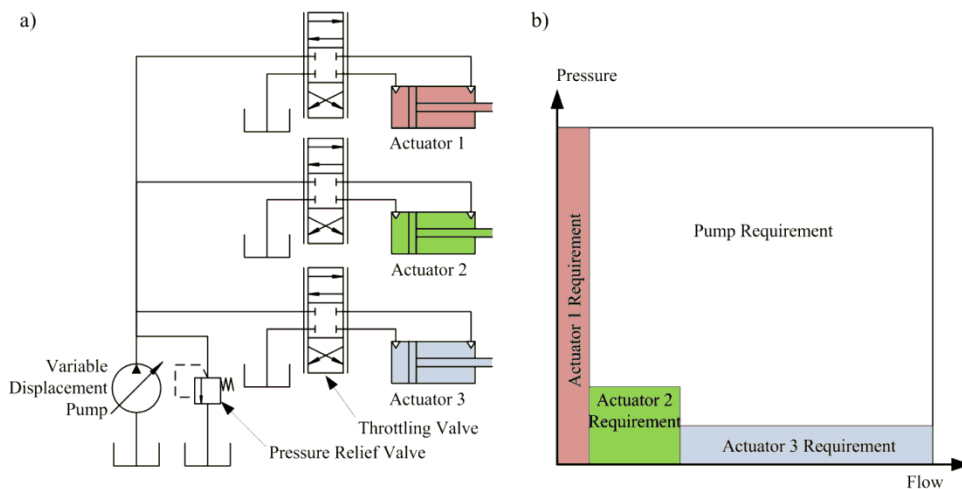 a)
Actuator 1
Actuator 2
Actuator 3
Variable
Displacement
Pump
Throttling Valve
Pressure Relief Valve
b)
Pressure
Pump Requirement
Actuator 1 Requirement
Actuator 2
Requirement
Actuator 3 Requirement
Flow